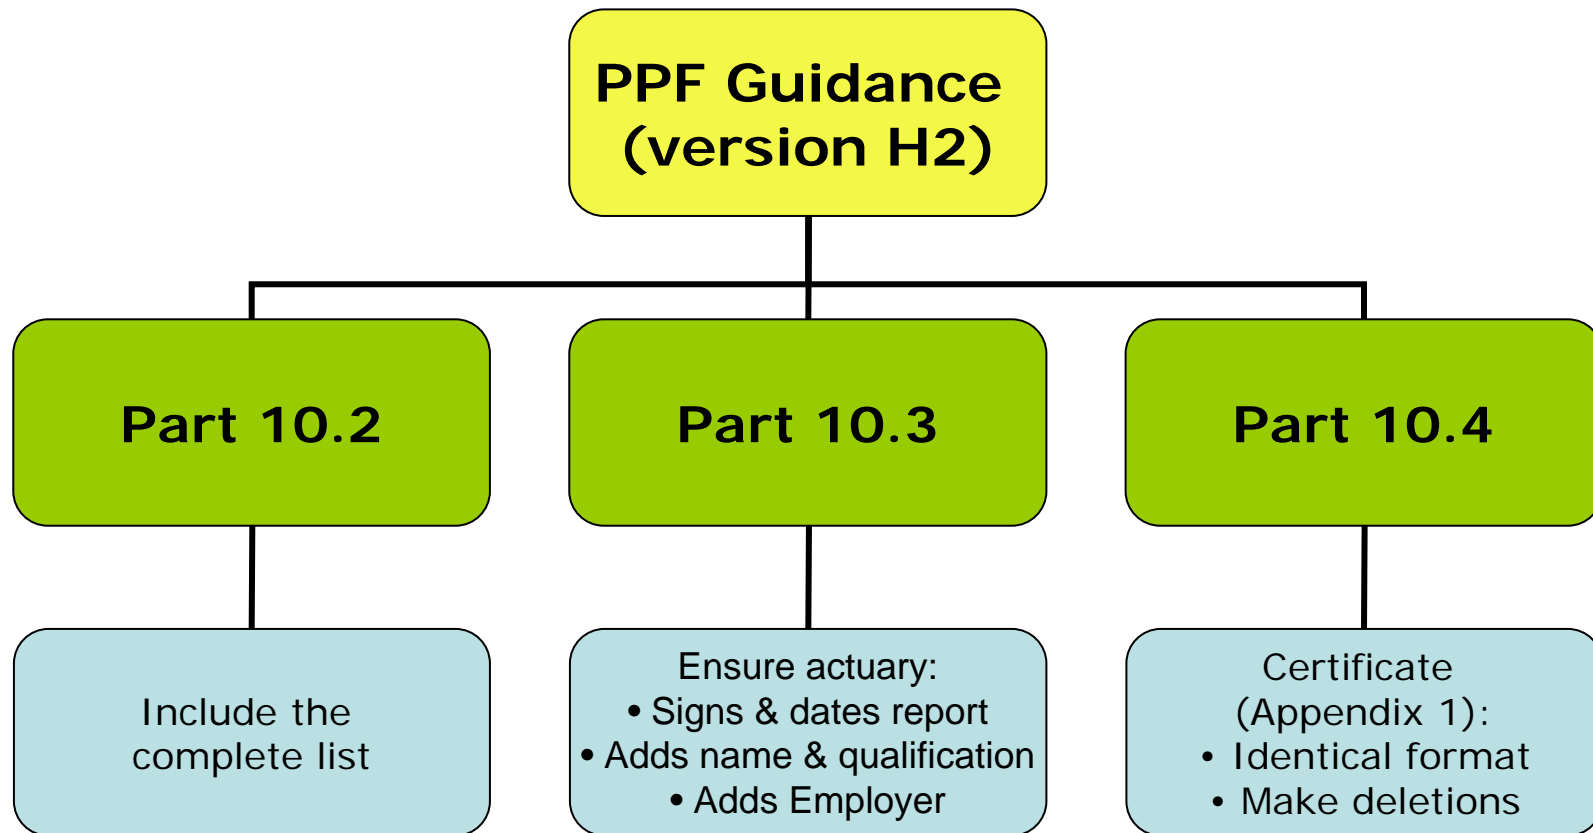 PPF Guidance
(version H2)
Part 10.2
Part 10.3
Part 10.4
Include the
complete list
Ensure actuary:
• Signs & dates report
• Adds name & qualification
• Adds Employer
Certificate
(Appendix 1):
• Identical format
• Make deletions